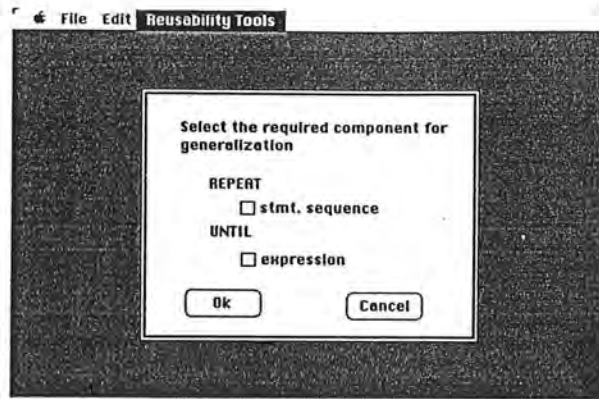 File Edit Reusability Tools
Select the required component for
generalization
REPEAT
stmt. sequence
UNTIL
expression
Ok Cancel